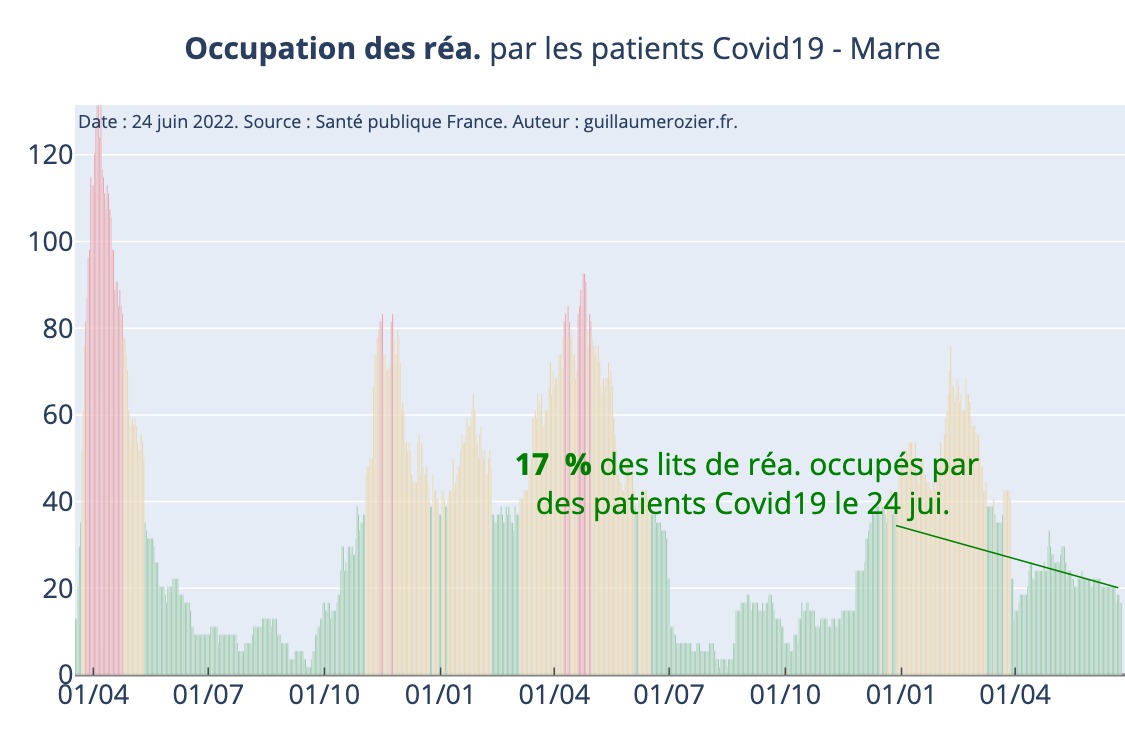 Occupation des réa. par les patients Covid19 - Marne
Date : 24 juin 2022. Source : Santé publique France. Auteur : guillaumerozier.fr.
120
100
80
60
17 % des lits de réa. occupés par
des patients Covid19 le 24 jui.
40
20
0
01/04 01/07 01/10 01/01 01/04 01/07 01/10 01/01 01/04